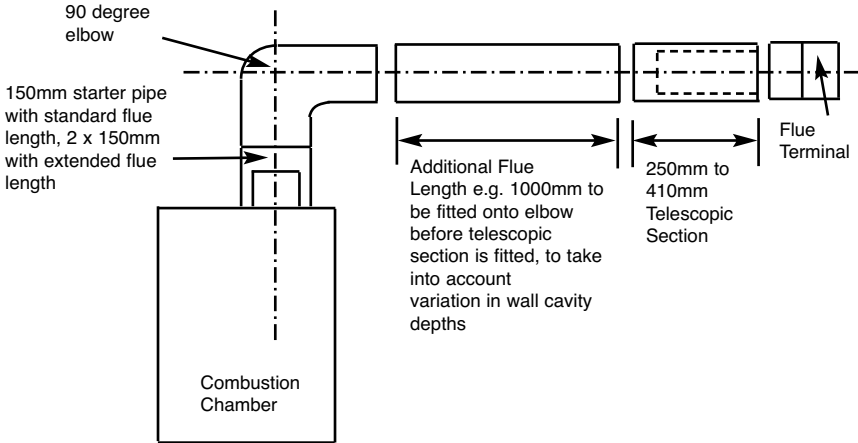 90 degree
elbow
150mm starter pipe
with standard flue
length, 2 x 150mm
with extended flue
length
Additional Flue
Length e.g. 1000mm to
be fitted onto elbow
before telescopic
section is fitted, to take
into account
variation in wall cavity
depths
250mm to
410mm
Telescopic
Section
Flue
Terminal
Combustion
Chamber